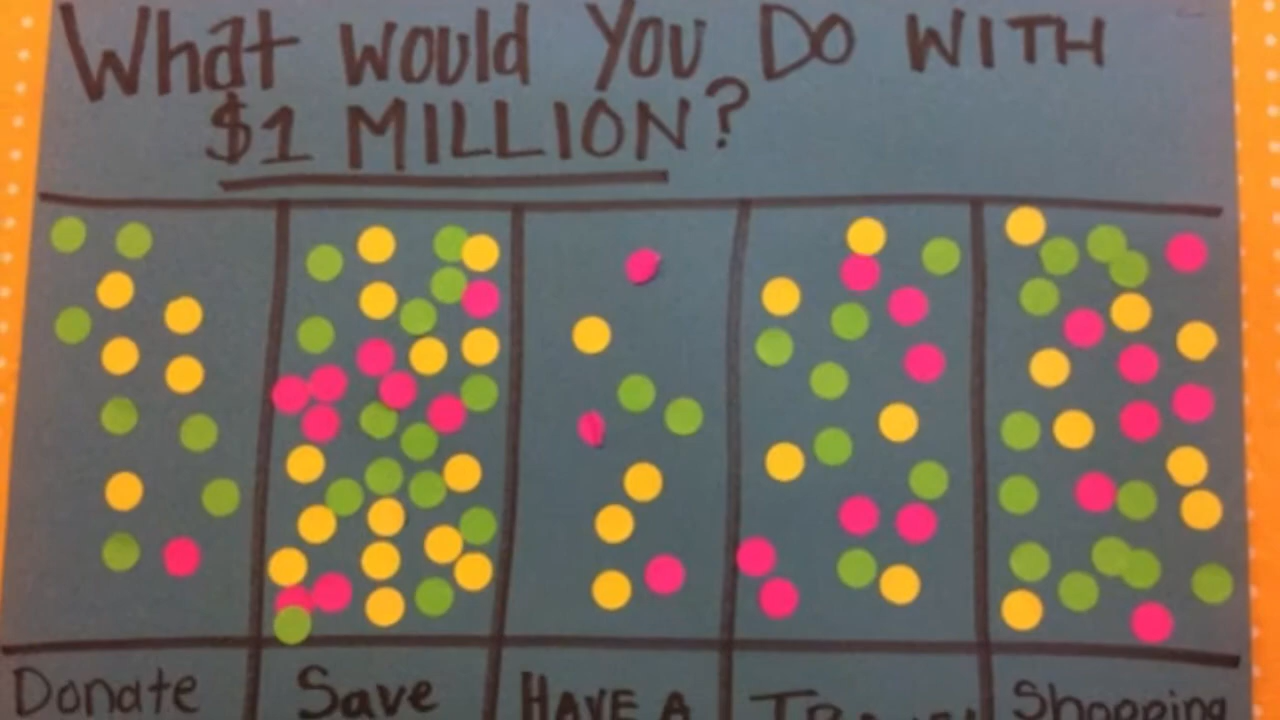 What would You Do WITH
$1 MILLION?
Donate
Save
HAVE A
Shopping